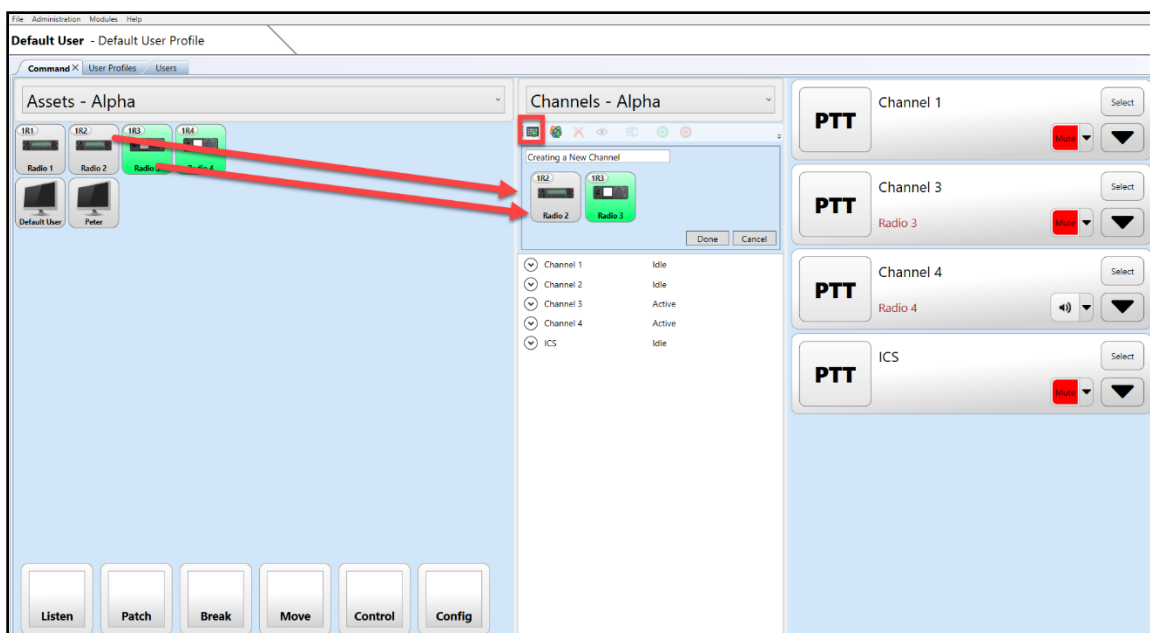 File Administration Modules Help
Default User - Default User Profile
Command X User Profiles Users
Assets - Alpha
1R1 1R2 1R3 1R4
Radio 1 Radio 2 Radio 3 Radio 4
Default User Peter
Listen Patch Break Move Control Config
Channels - Alpha
Creating a New Channel
1R2 1R3
Radio 2 Radio 3
Done Cancel
Channel 1 Idle
Channel 2 Idle
Channel 3 Active
Channel 4 Active
ICS Idle
PTT Channel 1 Select
Mute
PTT Channel 3 Select
Radio 3 Mute
PTT Channel 4 Select
Radio 4
PTT ICS Select
Mute